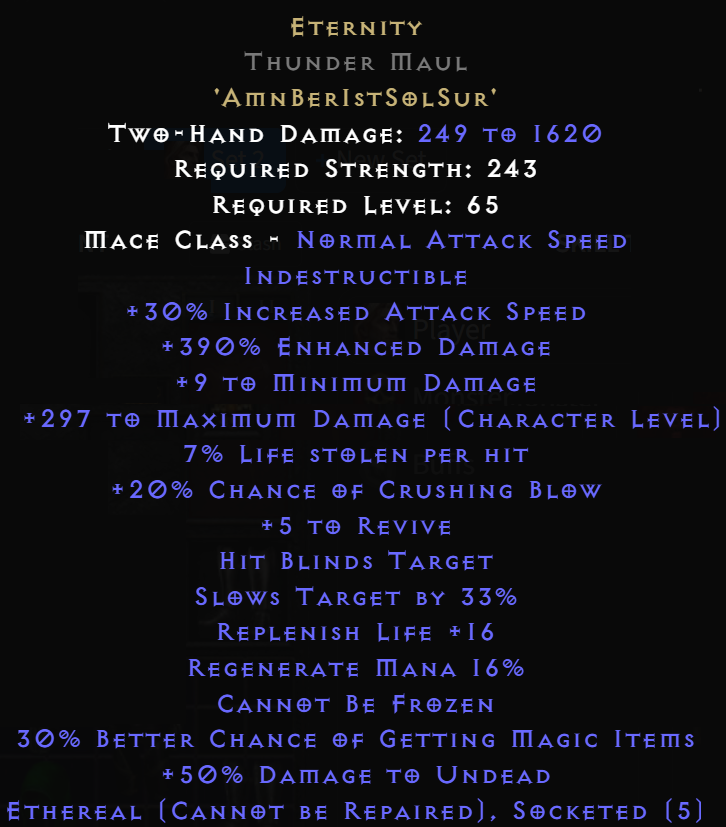 Eternity
Thunder Maul
'AmnBerIstSolSur'
Two-Hand Damage: 249 to 1620
Required Strength: 243
Required Level: 65
Mace Class - Normal Attack Speed
Indestructible
+30% Increased Attack Speed
+390% Enhanced Damage
+9 to Minimum Damage
+297 to Maximum Damage (Character Level)
7% Life stolen per hit
+20% Chance of Crushing Blow
+5 to Revive
Hit Blinds Target
Slows Target by 33%
Replenish Life +16
Regenerate Mana 16%
Cannot Be Frozen
30% Better Chance of Getting Magic Items
+50% Damage to Undead
Ethereal (Cannot be Repaired), Socketed (5)